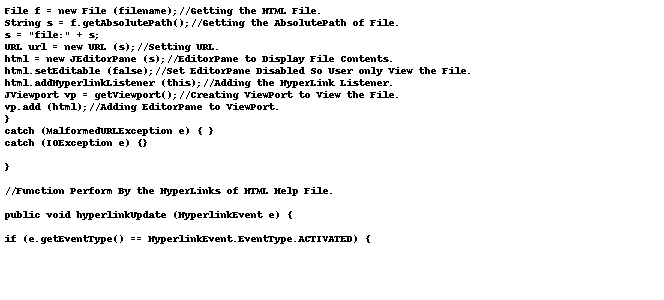 File f = new File (filename);//Getting the HTML File.
String s = f.getAbsolutePath();//Getting the AbsolutePath of File.
s = "file:" + s;
URL url = new URL (s);//Setting URL.
html = new JEditorPane (s);//EditorPane to Display File Contents.
html.setEditable (false);//Set EditorPane Disabled So User only View the File.
html.addHyperlinkListener (this);//Adding the HyperLink Listener.
JViewport vp = getViewport();//Creating ViewPort to View the File.
vp.add (html);//Adding EditorPane to ViewPort.
}
catch (MalformedURLException e) { }
catch (IOException e) {}
}
//Function Perform By the HyperLinks of HTML Help File.
public void hyperlinkUpdate (HyperlinkEvent e) {
if (e.getEventType() == HyperlinkEvent.EventType.ACTIVATED) {